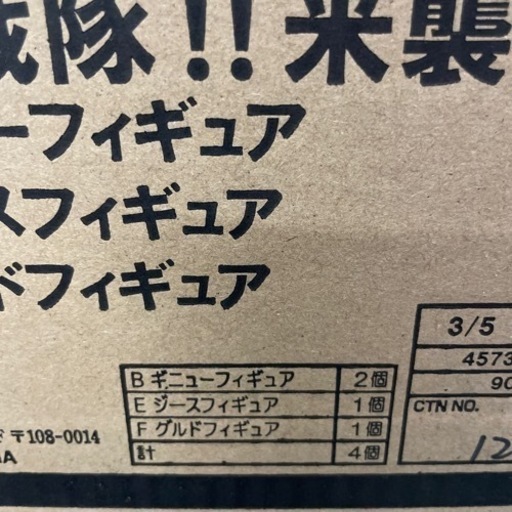 戦隊!!来襲
ーフィギュア
スフィギュア
ドフィギュア
B ギニューフィギュア 2個
E ジースフィギュア 1個
F グルドフィギュア 1個
計 4個
〒108-0014
3/5
4573
90
CTN NO.
12